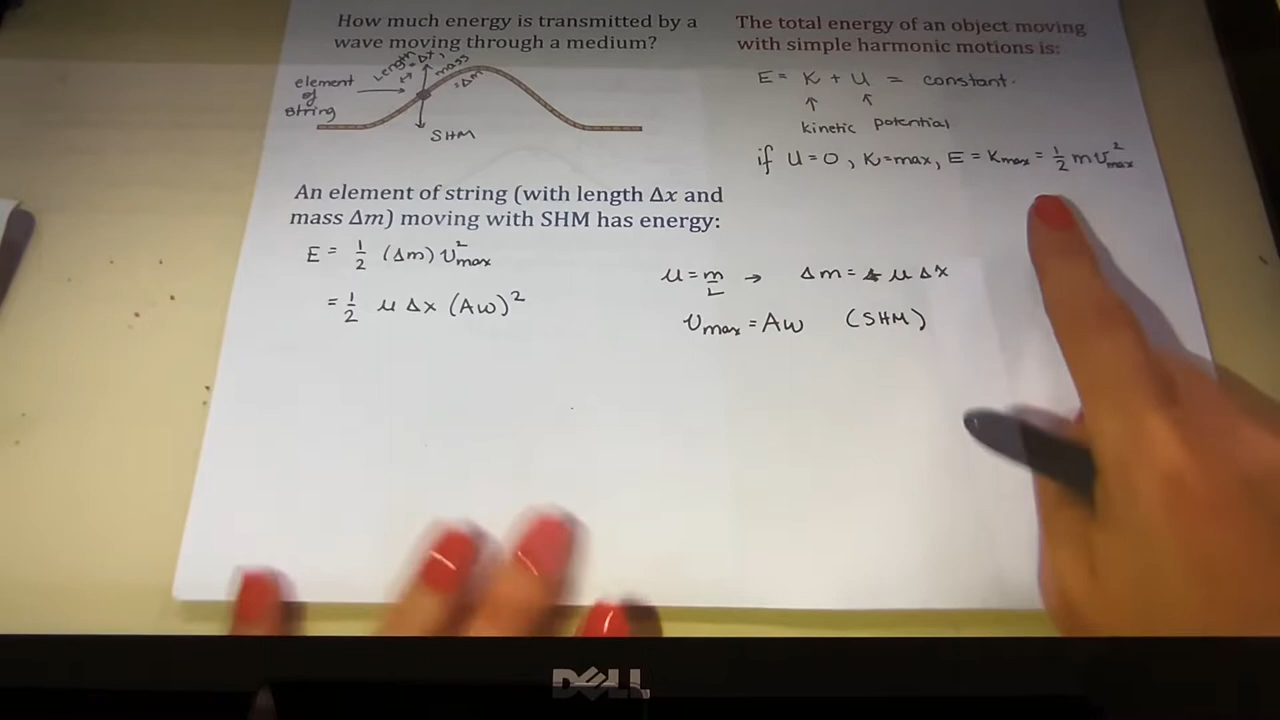 How much energy is transmitted by a
wave moving through a medium?
element
of
string
Length
= Δx,
mass
= Δm
SHM
An element of string (with length Δx and
mass Δm) moving with SHM has energy:
E = 1/2 (Δm) υ²max
= 1/2 μ Δx (Aω)²
The total energy of an object moving
with simple harmonic motions is:
E = K + U = constant.
↑ ↑
kinetic potential
if U = 0, K = max, E = Kmax = 1/2 mυ²max
μ = m/L → Δm = μ Δx
υmax = Aω (SHM)
DELL